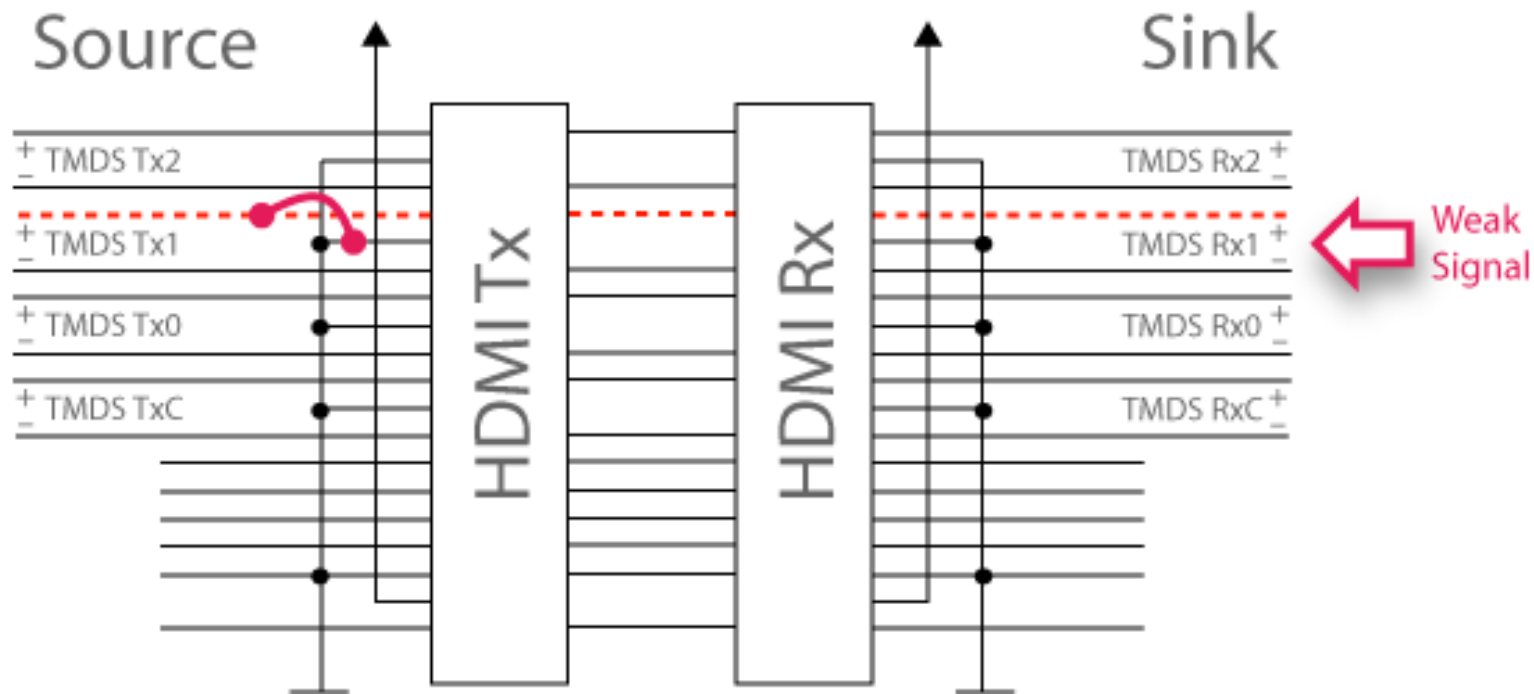 Source
Sink
+
- TMDS Tx2
TMDS Rx2 +
-
+
- TMDS Tx1
TMDS Rx1 +
-
Weak
Signal
+
- TMDS Tx0
TMDS Rx0 +
-
+
- TMDS TxC
TMDS RxC +
-
HDMI Tx
HDMI Rx